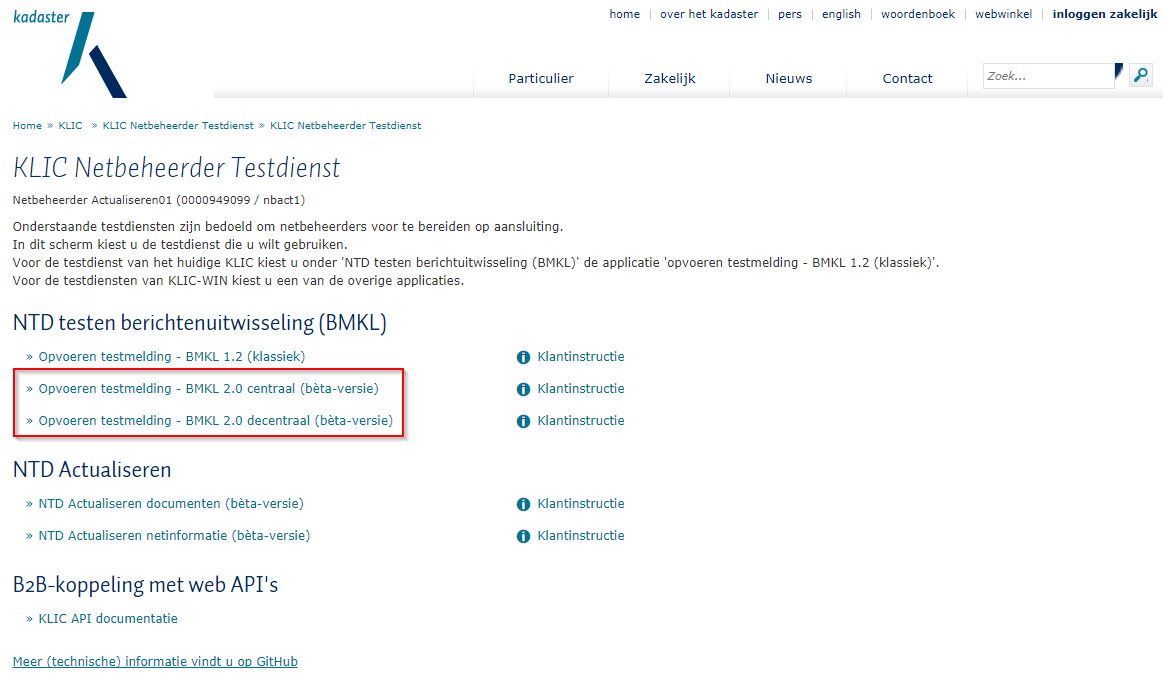 kadaster
home over het kadaster pers english woordenboek webwinkel inloggen zakelijk
Particulier Zakelijk Nieuws Contact Zoek...
Home » KLIC » KLIC Netbeheerder Testdienst » KLIC Netbeheerder Testdienst
KLIC Netbeheerder Testdienst
Netbeheerder Actualiseren01 (0000949099 / nbact1)
Onderstaande testdiensten zijn bedoeld om netbeheerders voor te bereiden op aansluiting.
In dit scherm kiest u de testdienst die u wilt gebruiken.
Voor de testdienst van het huidige KLIC kiest u onder 'NTD testen berichtuitwisseling (BMKL)' de applicatie 'opvoeren testmelding - BMKL 1.2 (klassiek)'.
Voor de testdiensten van KLIC-WIN kiest u een van de overige applicaties.
NTD testen berichtenuitwisseling (BMKL)
» Opvoeren testmelding - BMKL 1.2 (klassiek) i Klantinstructie
» Opvoeren testmelding - BMKL 2.0 centraal (bèta-versie) i Klantinstructie
» Opvoeren testmelding - BMKL 2.0 decentraal (bèta-versie) i Klantinstructie
NTD Actualiseren
» NTD Actualiseren documenten (bèta-versie) i Klantinstructie
» NTD Actualiseren netinformatie (bèta-versie) i Klantinstructie
B2B-koppeling met web API's
» KLIC API documentatie
Meer (technische) informatie vindt u op GitHub